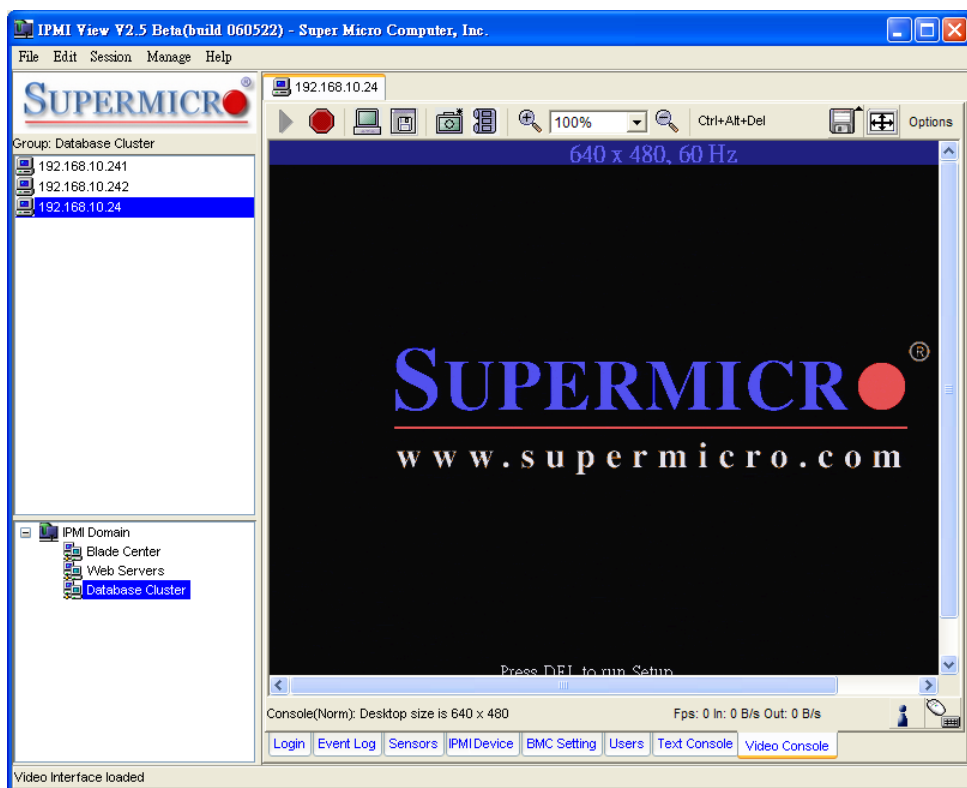 IPMI View V2.5 Beta(build 060522) - Super Micro Computer, Inc.
File Edit Session Manage Help
SUPERMICRO®
192.168.10.24
100%
Ctrl+Alt+Del
Options
Group: Database Cluster
192.168.10.241
192.168.10.242
192.168.10.24
640 x 480, 60 Hz
SUPERMICRO®
www.supermicro.com
Press DEL to run Setup
IPMI Domain
Blade Center
Web Servers
Database Cluster
Console(Norm): Desktop size is 640 x 480
Fps: 0 In: 0 B/s Out: 0 B/s
Login Event Log Sensors IPMI Device BMC Setting Users Text Console Video Console
Video Interface loaded